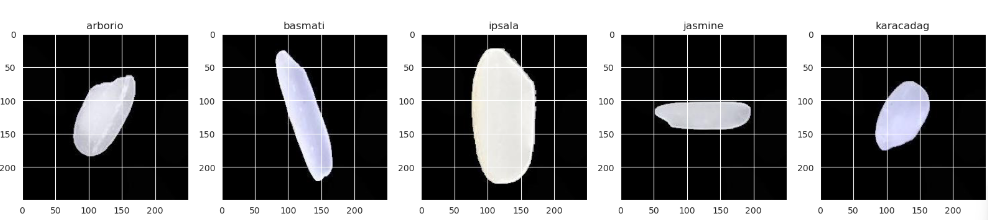 arborio basmati ipsala jasmine karacadag
0 0 0 0 0
50 50 50 50 50
100 100 100 100 100
150 150 150 150 150
200 200 200 200 200
0 50 100 150 200 0 50 100 150 200 0 50 100 150 200 0 50 100 150 200 0 50 100 150 200